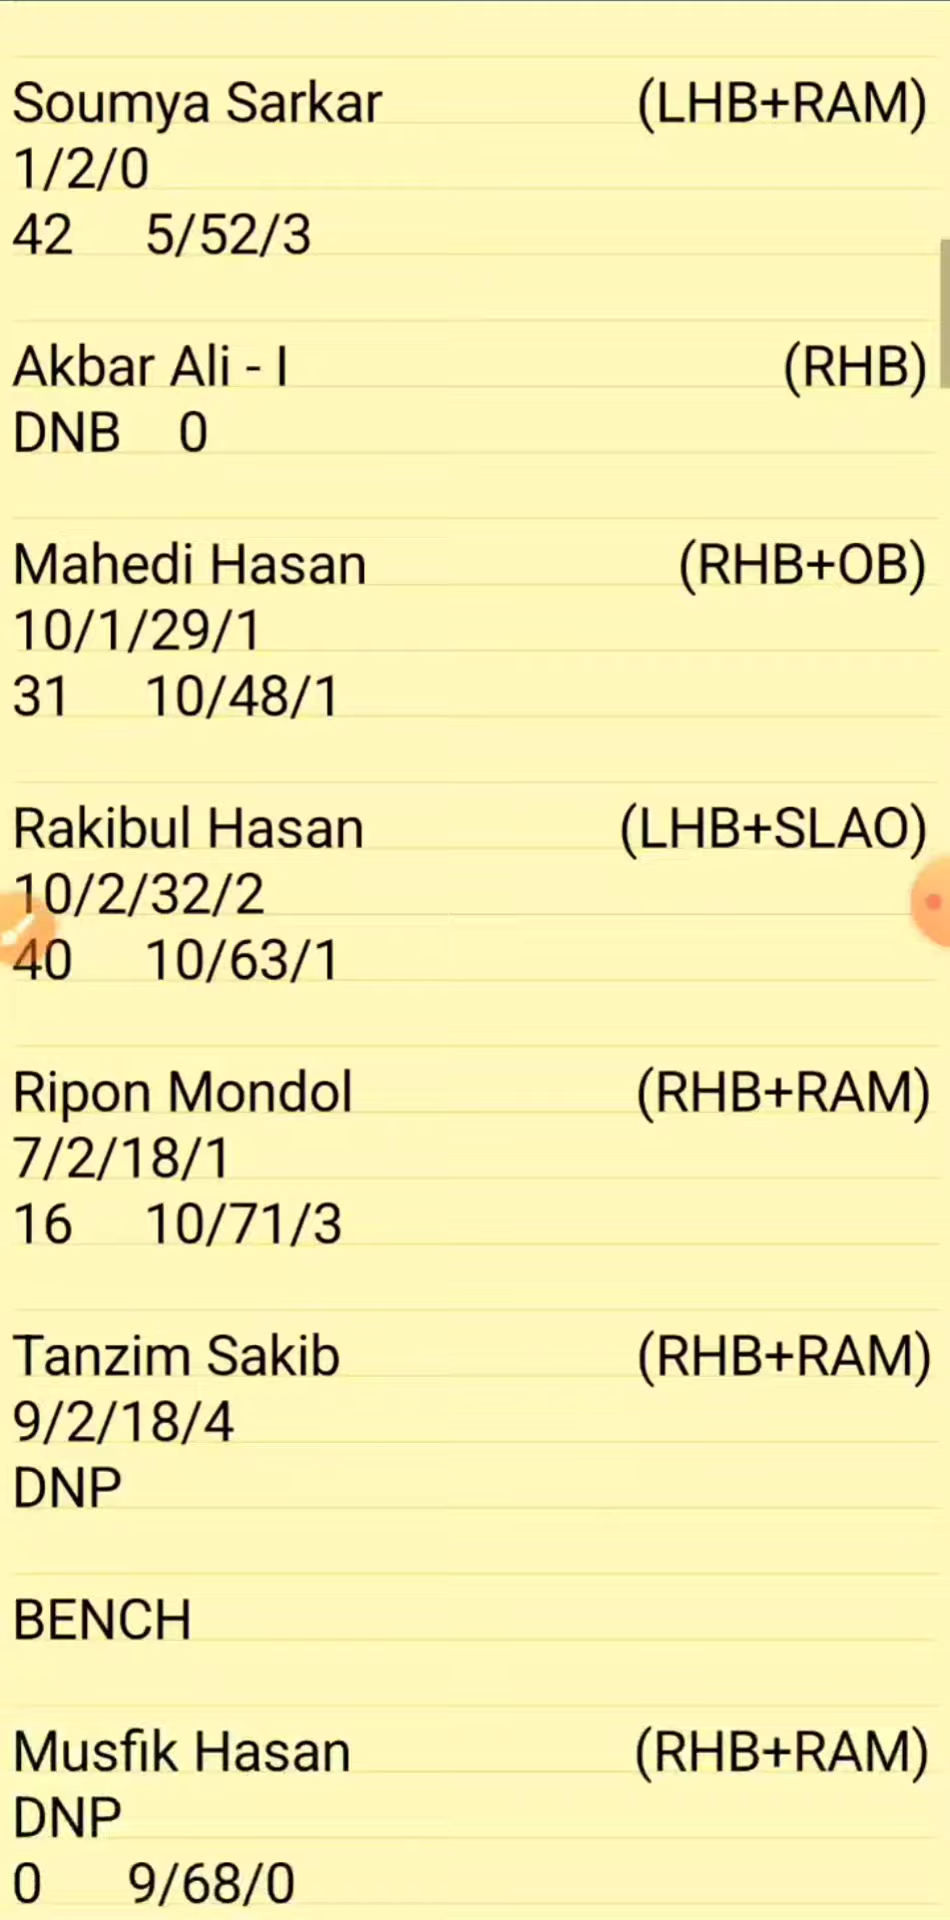 Soumya Sarkar (LHB+RAM)
1/2/0
42 5/52/3
Akbar Ali - I (RHB)
DNB 0
Mahedi Hasan (RHB+OB)
10/1/29/1
31 10/48/1
Rakibul Hasan (LHB+SLAO)
10/2/32/2
40 10/63/1
Ripon Mondol (RHB+RAM)
7/2/18/1
16 10/71/3
Tanzim Sakib (RHB+RAM)
9/2/18/4
DNP
BENCH
Musfik Hasan (RHB+RAM)
DNP
0 9/68/0